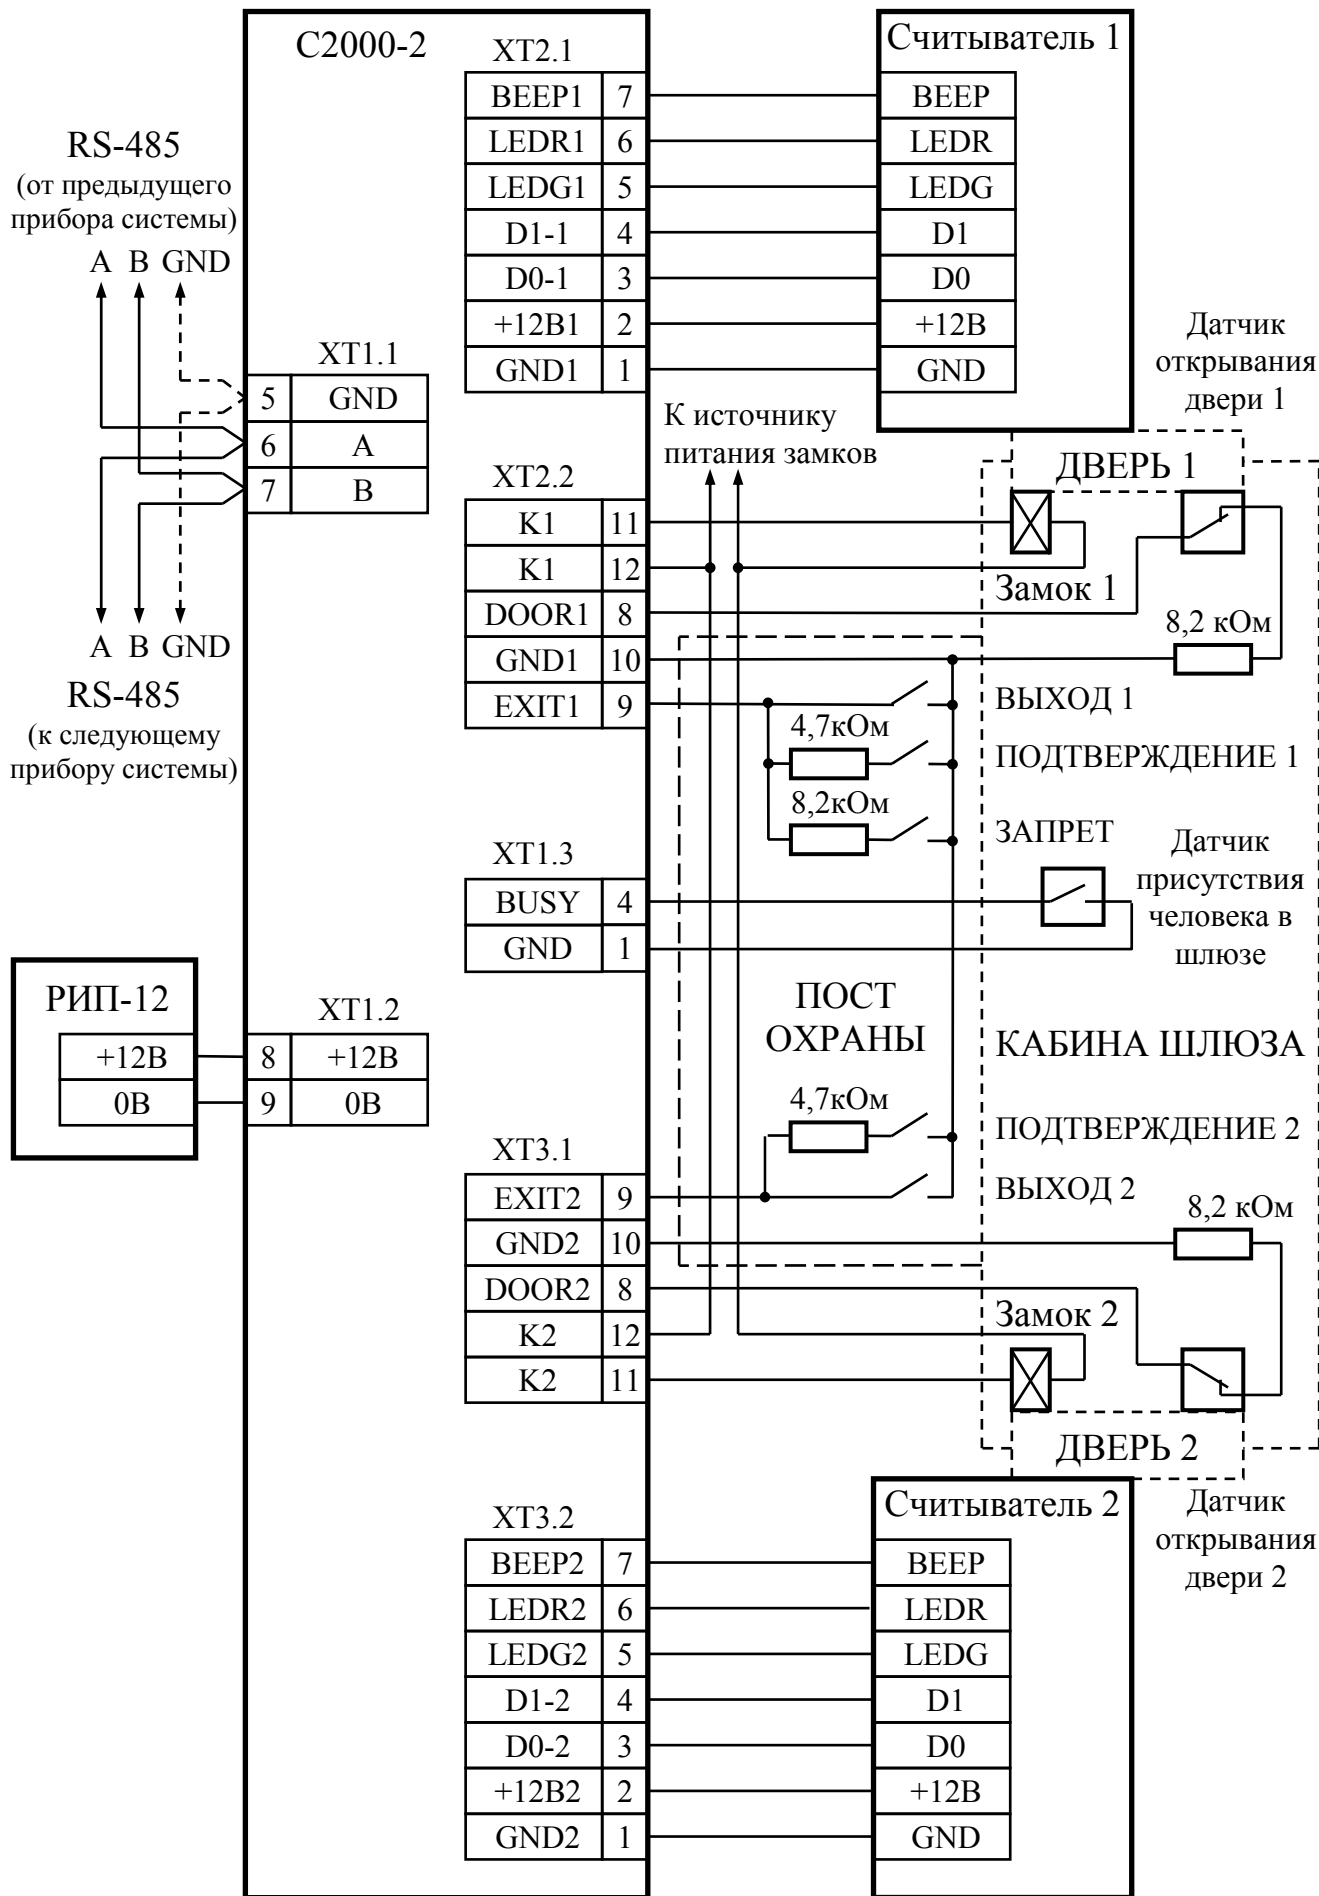 С2000-2
XT2.1
BEEP1 7
LEDR1 6
LEDG1 5
D1-1 4
D0-1 3
+12В1 2
GND1 1
Считыватель 1
BEEP
LEDR
LEDG
D1
D0
+12В
GND
RS-485
(от предыдущего
прибора системы)
A B GND
XT1.1
5 GND
6 A
7 B
A B GND
RS-485
(к следующему
прибору системы)
Датчик
открывания
двери 1
К источнику
питания замков
ДВЕРЬ 1
XT2.2
K1 11
K1 12
DOOR1 8
GND1 10
EXIT1 9
Замок 1
8,2 кОм
ВЫХОД 1
4,7кОм
ПОДТВЕРЖДЕНИЕ 1
8,2кОм
ЗАПРЕТ
XT1.3
BUSY 4
GND 1
Датчик
присутствия
человека в
шлюзе
РИП-12
+12В
0В
XT1.2
8 +12В
9 0В
ПОСТ
ОХРАНЫ
КАБИНА ШЛЮЗА
4,7кОм
ПОДТВЕРЖДЕНИЕ 2
ВЫХОД 2
8,2 кОм
XT3.1
EXIT2 9
GND2 10
DOOR2 8
K2 12
K2 11
Замок 2
ДВЕРЬ 2
Датчик
открывания
двери 2
XT3.2
BEEP2 7
LEDR2 6
LEDG2 5
D1-2 4
D0-2 3
+12В2 2
GND2 1
Считыватель 2
BEEP
LEDR
LEDG
D1
D0
+12В
GND